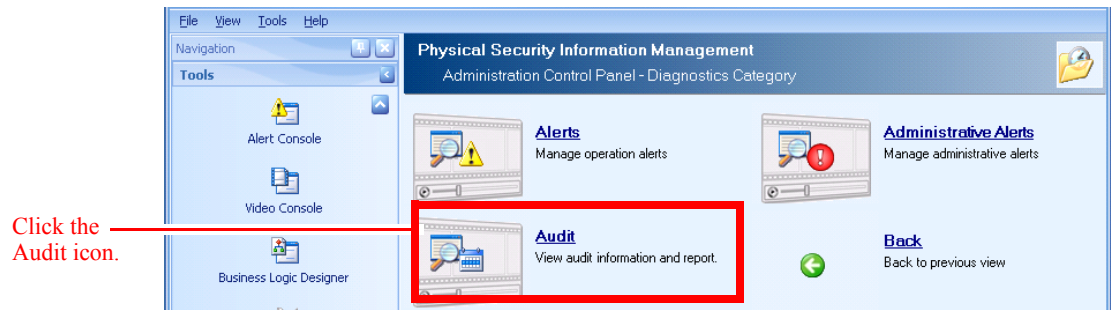 File View Tools Help
Navigation
Tools
Alert Console
Video Console
Business Logic Designer
Physical Security Information Management
Administration Control Panel - Diagnostics Category
Alerts
Manage operation alerts
Administrative Alerts
Manage administrative alerts
Audit
View audit information and report.
Back
Back to previous view
Click the
Audit icon.